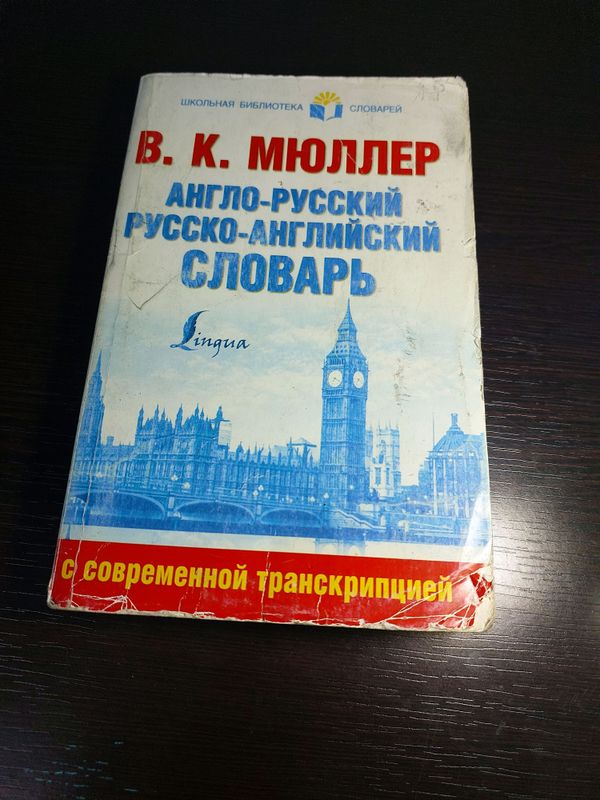 ШКОЛЬНАЯ БИБЛИОТЕКА СЛОВАРЕЙ
В. К. МЮЛЛЕР
АНГЛО-РУССКИЙ
РУССКО-АНГЛИЙСКИЙ
СЛОВАРЬ
Lingua
с современной транскрипцией